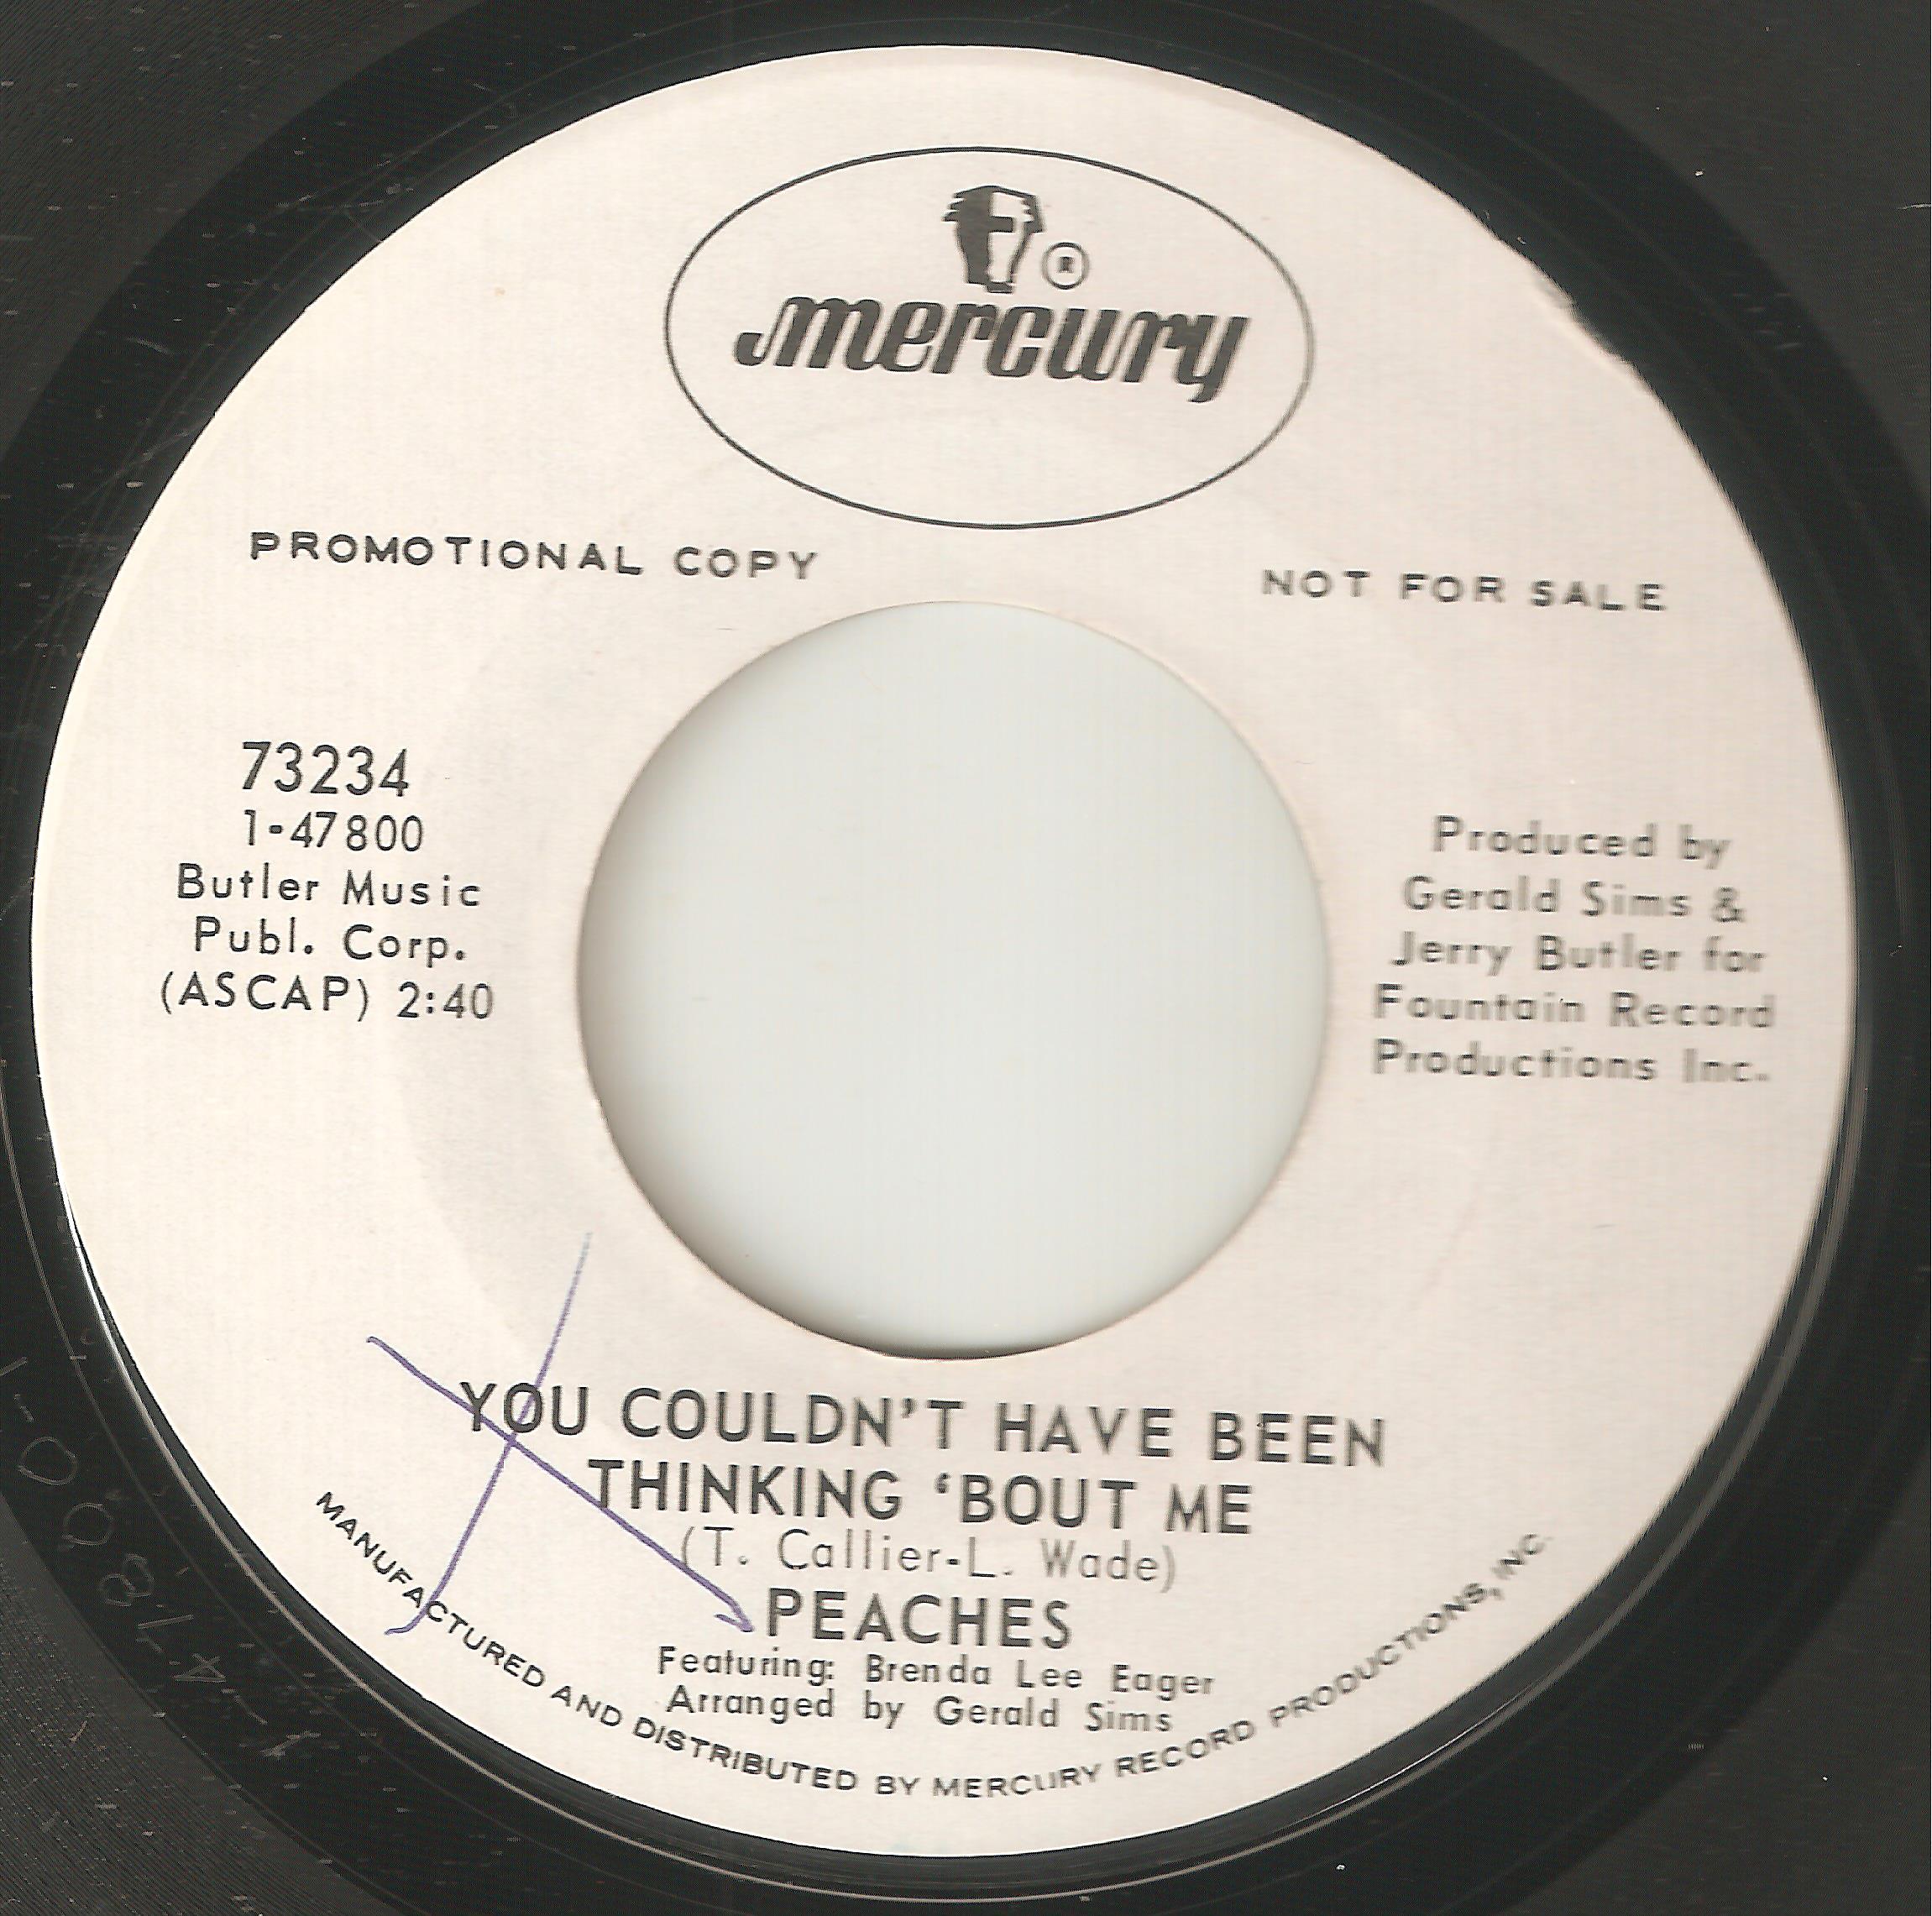 ®
mercury
PROMOTIONAL COPY
NOT FOR SALE
73234
1-47800
Butler Music
Publ. Corp.
(ASCAP) 2:40
Produced by
Gerald Sims &
Jerry Butler for
Fountain Record
Productions Inc.
YOU COULDN'T HAVE BEEN
THINKING 'BOUT ME
(T. Callier-L. Wade)
PEACHES
Featuring: Brenda Lee Eager
Arranged by Gerald Sims
MANUFACTURED AND DISTRIBUTED BY MERCURY RECORD PRODUCTIONS, INC.